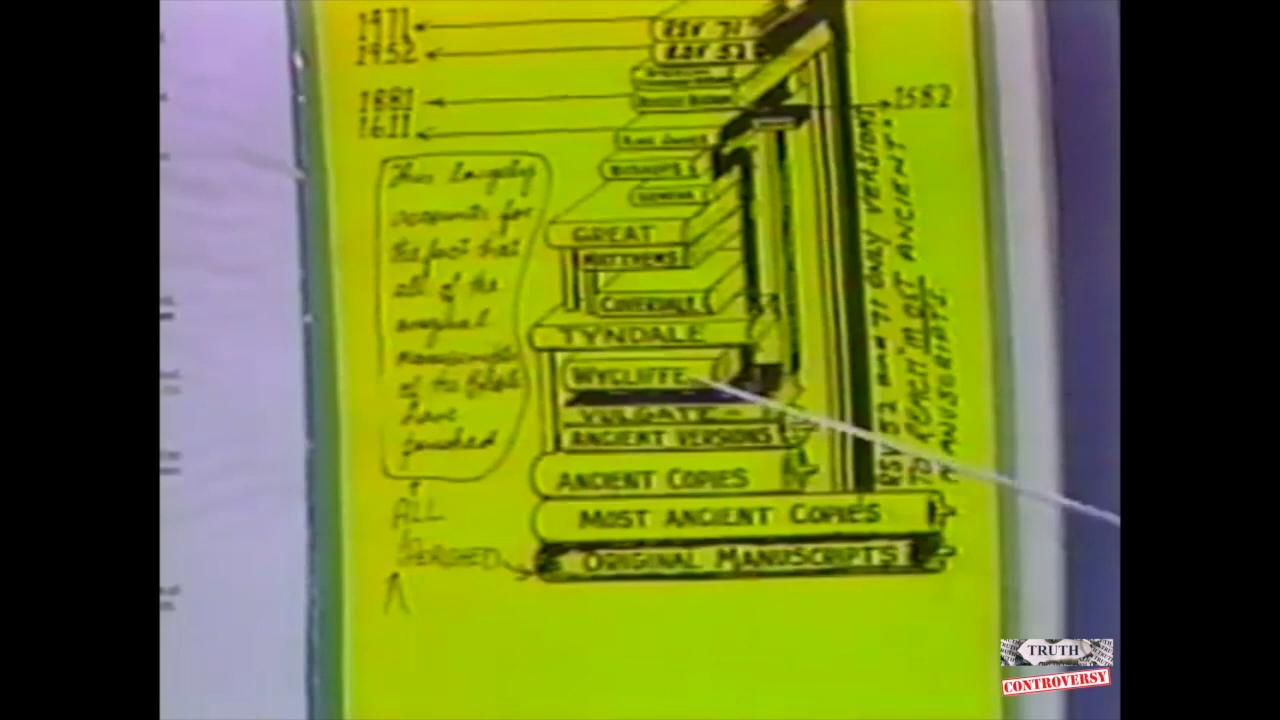 1971
RSV 71
1952
RSV 52
1881
1582
1611
KING JAMES
BISHOPS
GENEVA
This largely
accounts for
the fact that
all of the
original
of the
have
perished
GREAT
MATTHEWS
COVERDALE
TYNDALE
WYCLIFFE
VULGATE
ANCIENT VERSIONS
ANCIENT COPIES
MOST ANCIENT COPIES
ORIGINAL MANUSCRIPTS
ALL
PERISHED
RSV 52 and 71 ONLY VERSIONS
TO REACH "MOST ANCIENT"
MANUSCRIPTS.
TRUTH
CONTROVERSY